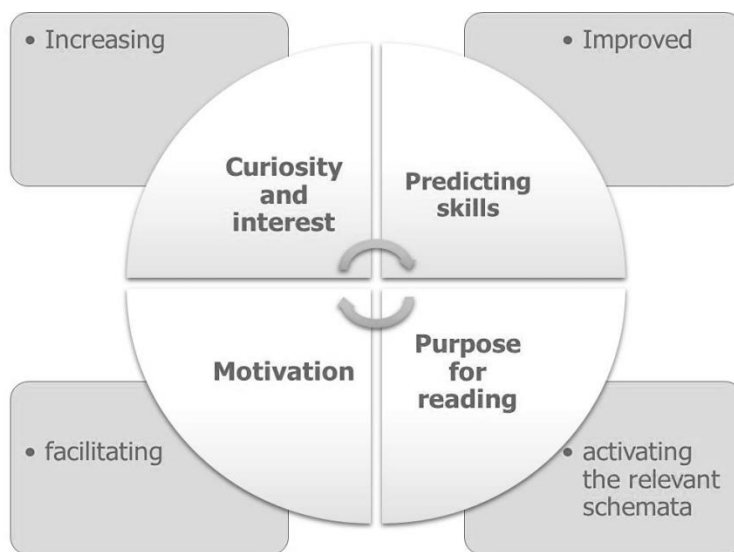 • Increasing
Curiosity
and
interest
• Improved
Predicting
skills
• facilitating
Motivation
• activating
the relevant
schemata
Purpose
for
reading